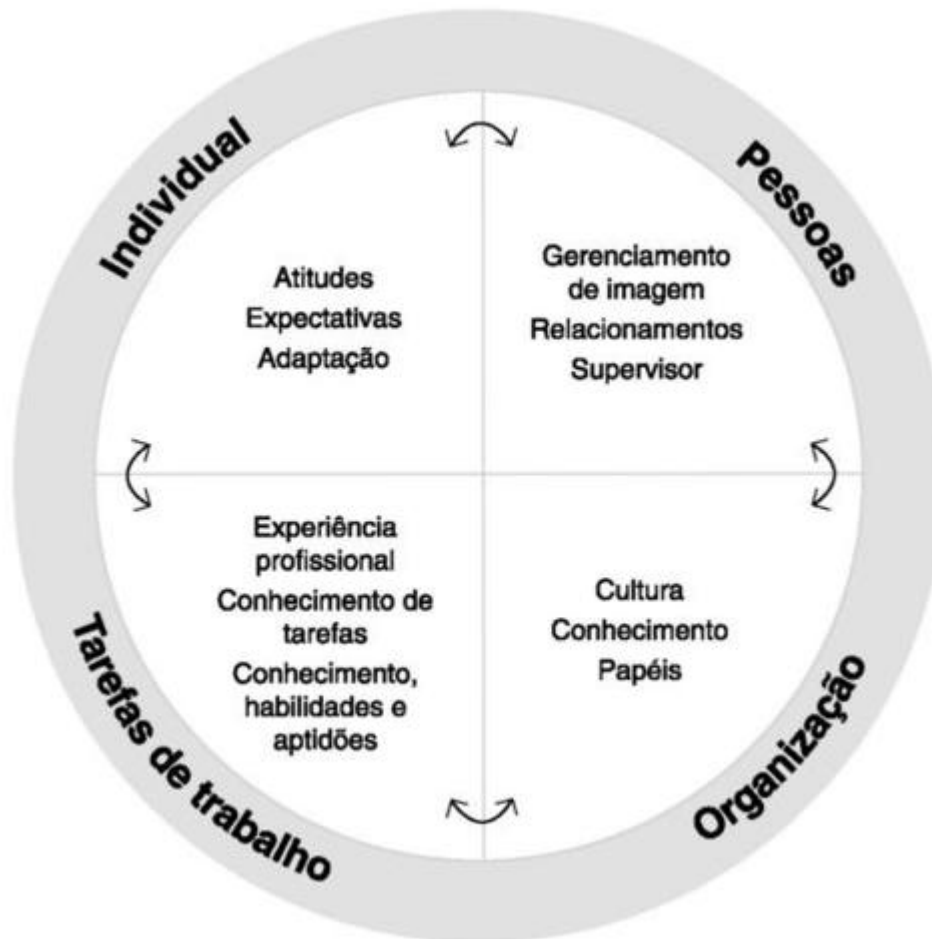 Individual
Pessoas
Atitudes
Expectativas
Adaptação
Gerenciamento
de imagem
Relacionamentos
Supervisor
Experiência
profissional
Conhecimento de
tarefas
Conhecimento,
habilidades e
aptidões
Cultura
Conhecimento
Papéis
Tarefas de trabalho
Organização